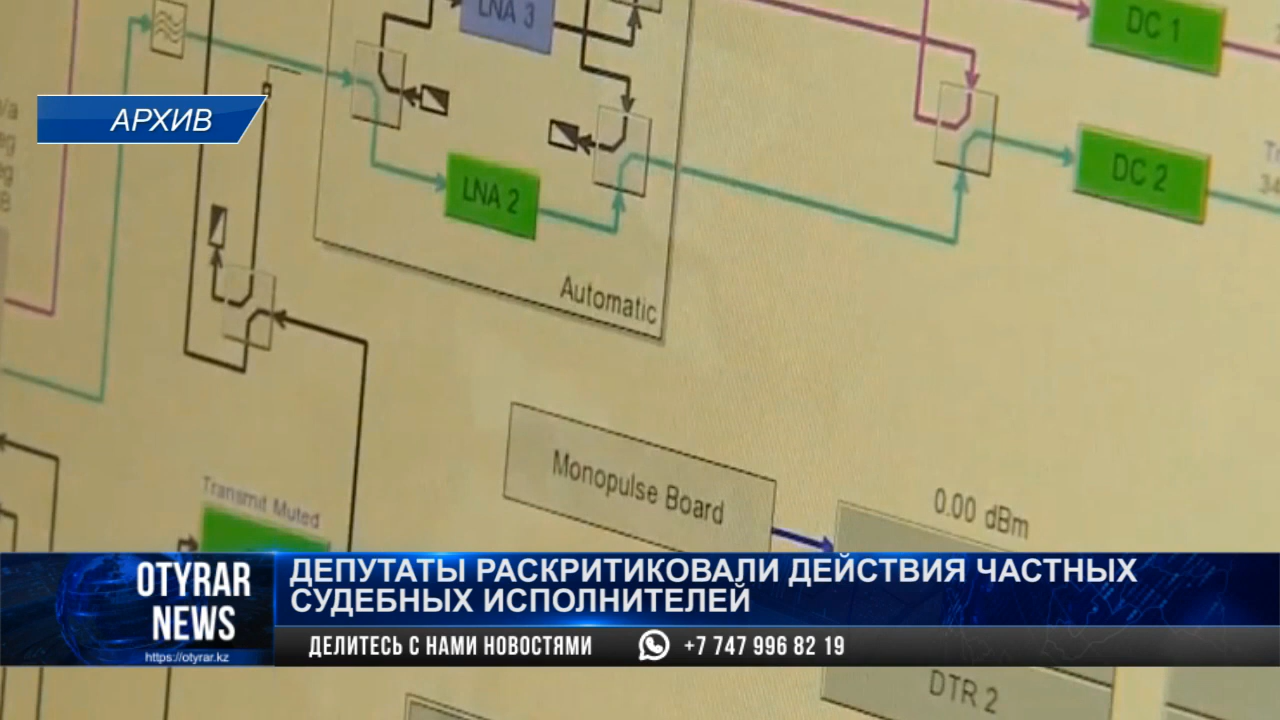 LNA 3
DC 1
АРХИВ
LNA 2
DC 2
Automatic
Monopulse Board
0.00 dBm
Transmit Muted
OTYRAR
NEWS
https://otyrar.kz
ДЕПУТАТЫ РАСКРИТИКОВАЛИ ДЕЙСТВИЯ ЧАСТНЫХ
СУДЕБНЫХ ИСПОЛНИТЕЛЕЙ
ДЕЛИТЕСЬ С НАМИ НОВОСТЯМИ
+7 747 996 82 19
DTR 2